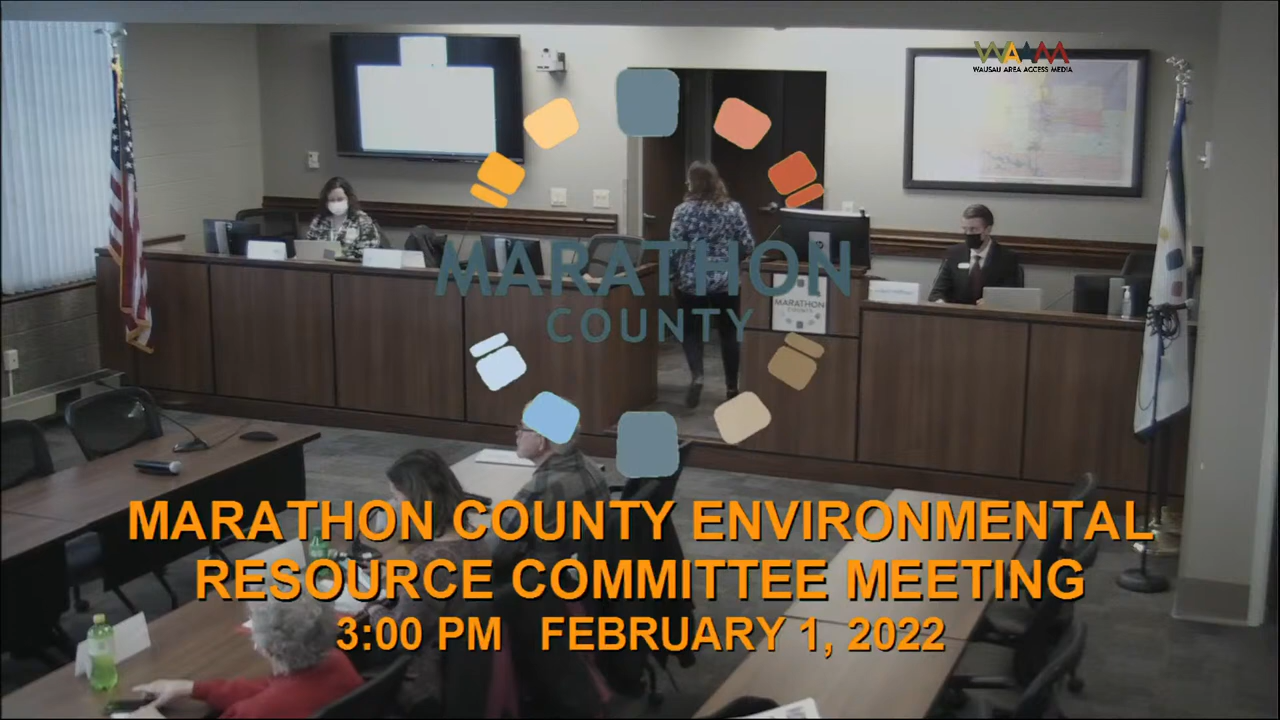 WAAM
WAUSAU AREA ACCESS MEDIA
MARATHON
COUNTY
MARATHON
COUNTY
MARATHON COUNTY ENVIRONMENTAL
RESOURCE COMMITTEE MEETING
3:00 PM FEBRUARY 1, 2022